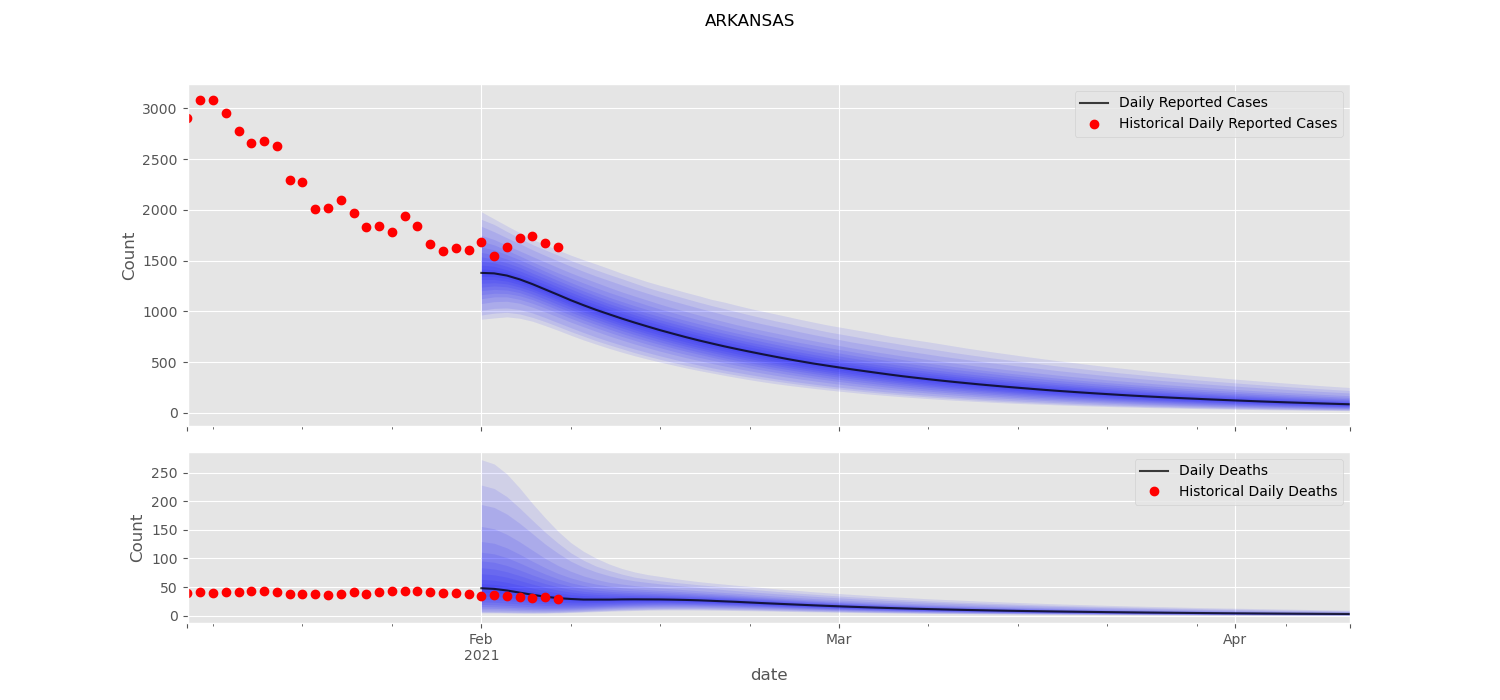 ARKANSAS
3000
2500
2000
1500
1000
500
0
Count
Daily Reported Cases
Historical Daily Reported Cases
250
200
150
100
50
0
Count
Daily Deaths
Historical Daily Deaths
Feb
2021
Mar
Apr
date